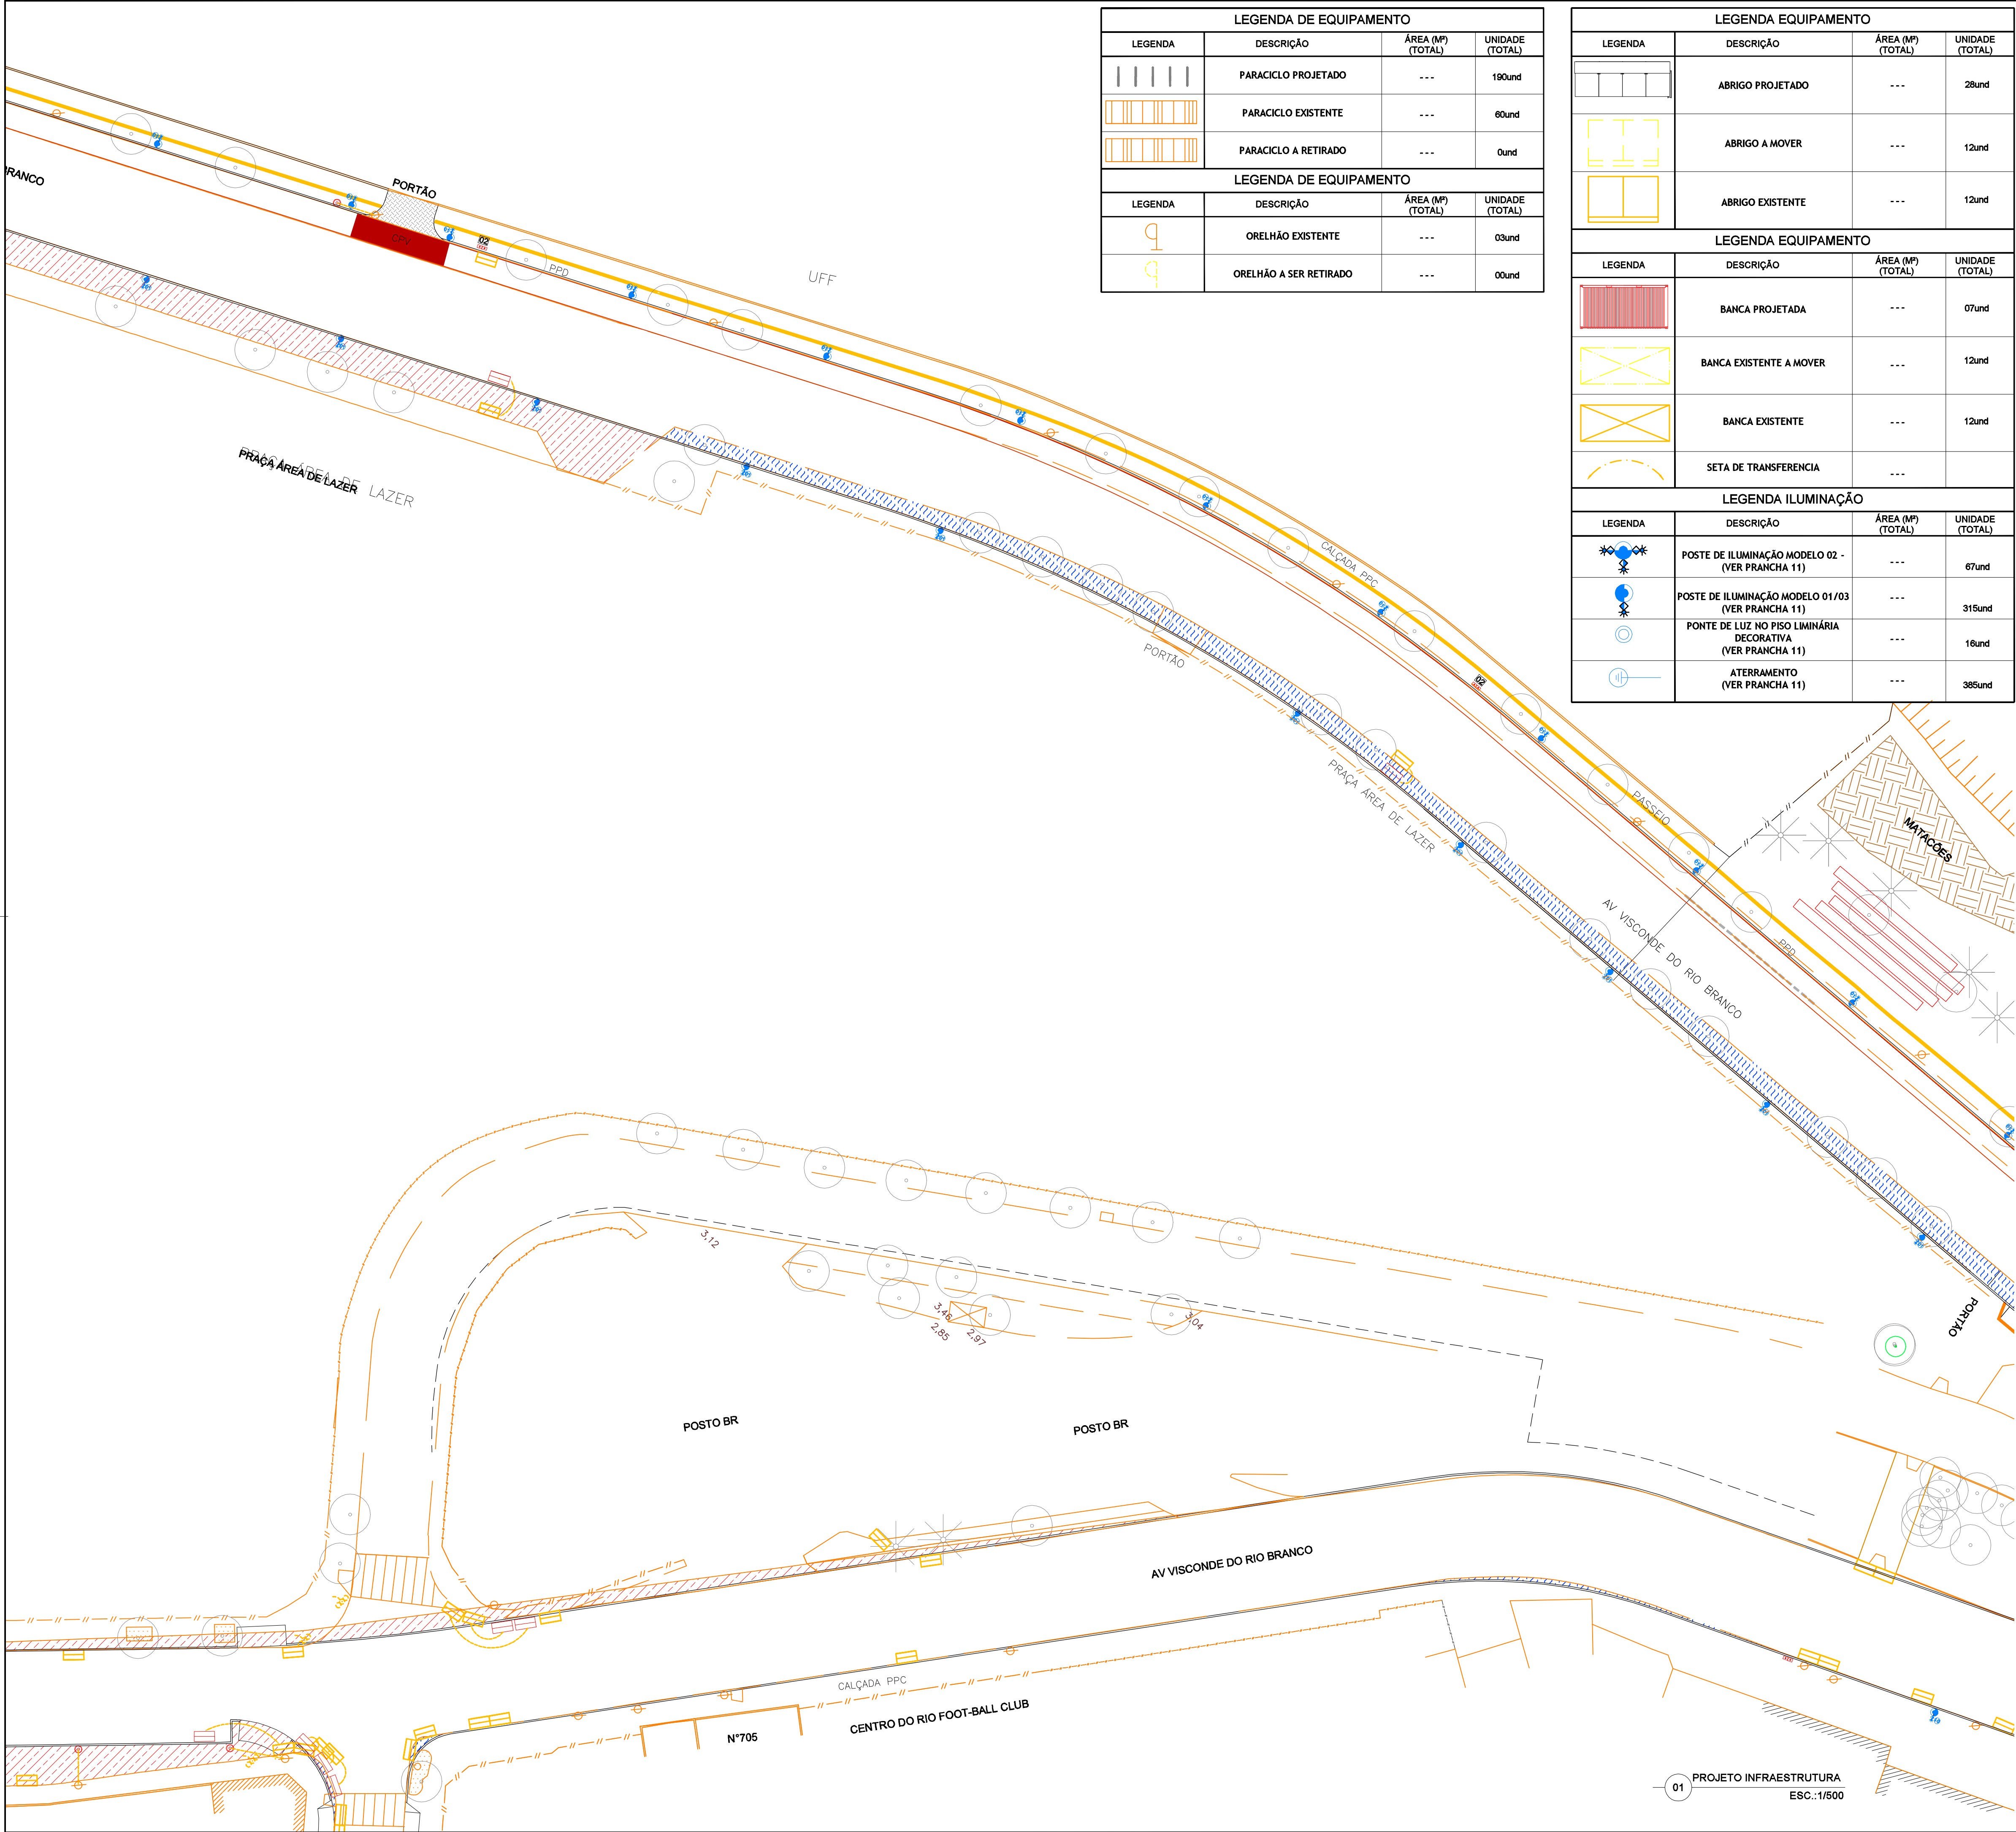 LEGENDA DE EQUIPAMENTO
LEGENDA DESCRIÇÃO ÁREA (M²) (TOTAL) UNIDADE (TOTAL)
PARACICLO PROJETADO --- 190und
PARACICLO EXISTENTE --- 60und
PARACICLO A RETIRADO --- 0und
LEGENDA DE EQUIPAMENTO
LEGENDA DESCRIÇÃO ÁREA (M²) (TOTAL) UNIDADE (TOTAL)
ORELHÃO EXISTENTE --- 03und
ORELHÃO A SER RETIRADO --- 00und
LEGENDA EQUIPAMENTO
LEGENDA DESCRIÇÃO ÁREA (M²) (TOTAL) UNIDADE (TOTAL)
ABRIGO PROJETADO --- 28und
ABRIGO A MOVER --- 12und
ABRIGO EXISTENTE --- 12und
LEGENDA EQUIPAMENTO
LEGENDA DESCRIÇÃO ÁREA (M²) (TOTAL) UNIDADE (TOTAL)
BANCA PROJETADA --- 07und
BANCA EXISTENTE A MOVER --- 12und
BANCA EXISTENTE --- 12und
SETA DE TRANSFERENCIA ---
LEGENDA ILUMINAÇÃO
LEGENDA DESCRIÇÃO ÁREA (M²) (TOTAL) UNIDADE (TOTAL)
POSTE DE ILUMINAÇÃO MODELO 02 -
(VER PRANCHA 11) --- 67und
POSTE DE ILUMINAÇÃO MODELO 01/03
(VER PRANCHA 11) --- 315und
PONTE DE LUZ NO PISO LIMINÁRIA
DECORATIVA
(VER PRANCHA 11) --- 16und
ATERRAMENTO
(VER PRANCHA 11) --- 385und
RANCO
PORTÃO
CPV
02
PPD
UFF
PRAÇA ÁREA DE LAZER
PRAÇA ÁREA DE LAZER
CALÇADA PPC
PORTÃO
02
PRAÇA ÁREA DE LAZER
PASSEIO
MATACÕES
AV VISCONDE DO RIO BRANCO
PPD
3,12
3,46
2,85
2,97
3,04
PORTÃO
POSTO BR
POSTO BR
AV VISCONDE DO RIO BRANCO
CALÇADA PPC
CENTRO DO RIO FOOT-BALL CLUB
N°705
01
PROJETO INFRAESTRUTURA
ESC.:1/500